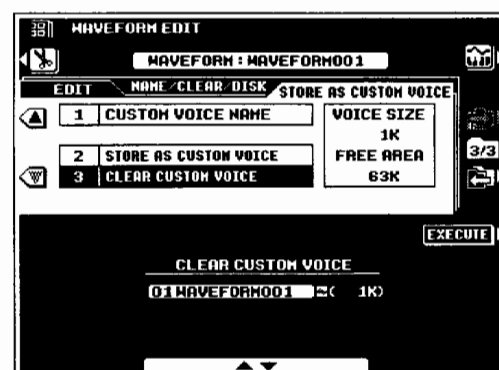 WAVEFORM EDIT
WAVEFORM : WAVEFORM001
EDIT NAME/CLEAR/DISK STORE AS CUSTOM VOICE
1 CUSTOM VOICE NAME
VOICE SIZE
1K
2 STORE AS CUSTOM VOICE
FREE AREA
3 CLEAR CUSTOM VOICE
63K
3/3
EXECUTE
CLEAR CUSTOM VOICE
01 WAVEFORM001 ( 1K)